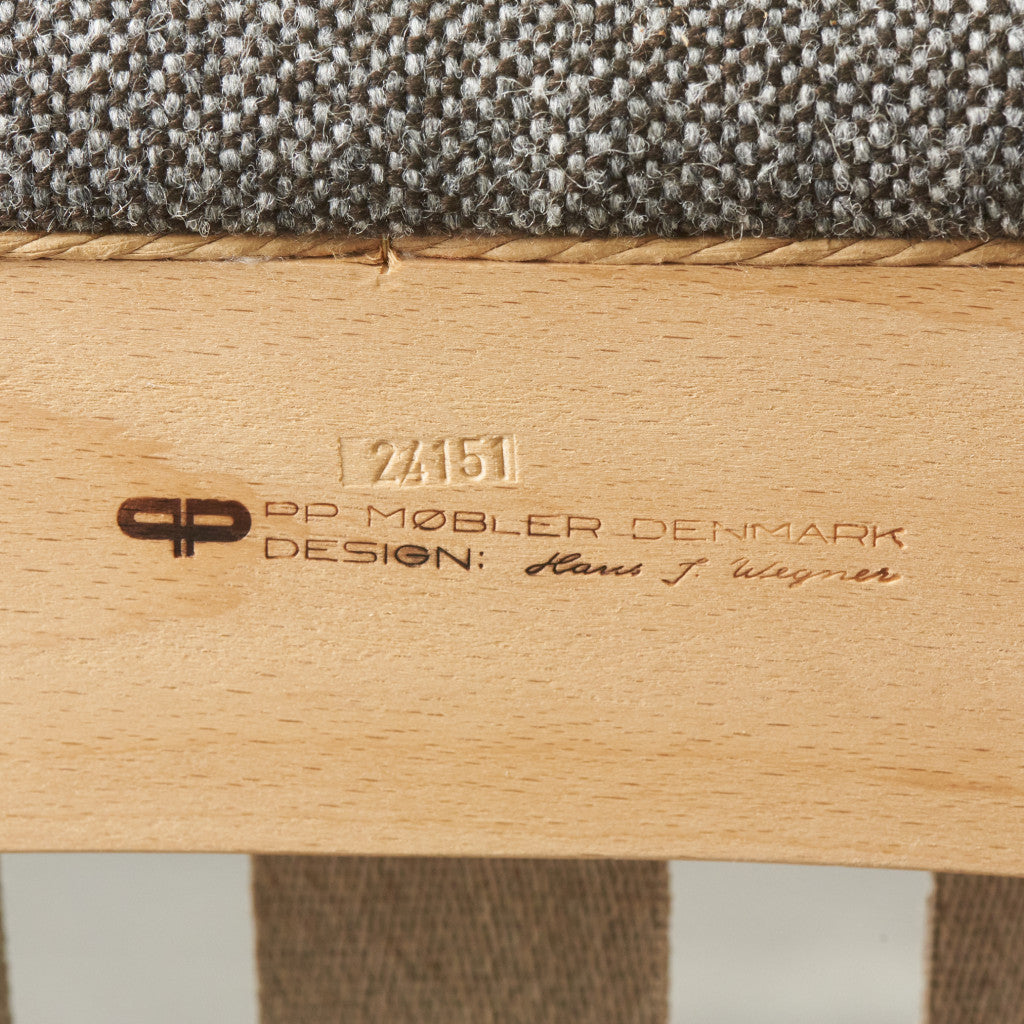 24151
PP MØBLER DENMARK
DESIGN: Hans J. Wegner